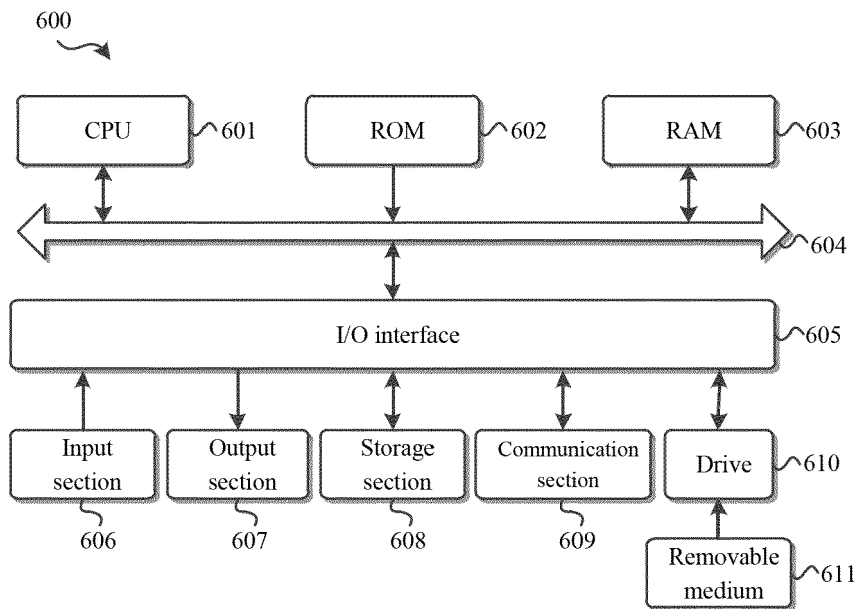 600
CPU
601
ROM
602
RAM
603
604
I/O interface
605
Input
section
Output
section
Storage
section
Communication
section
Drive
610
606
607
608
609
Removable
medium
611